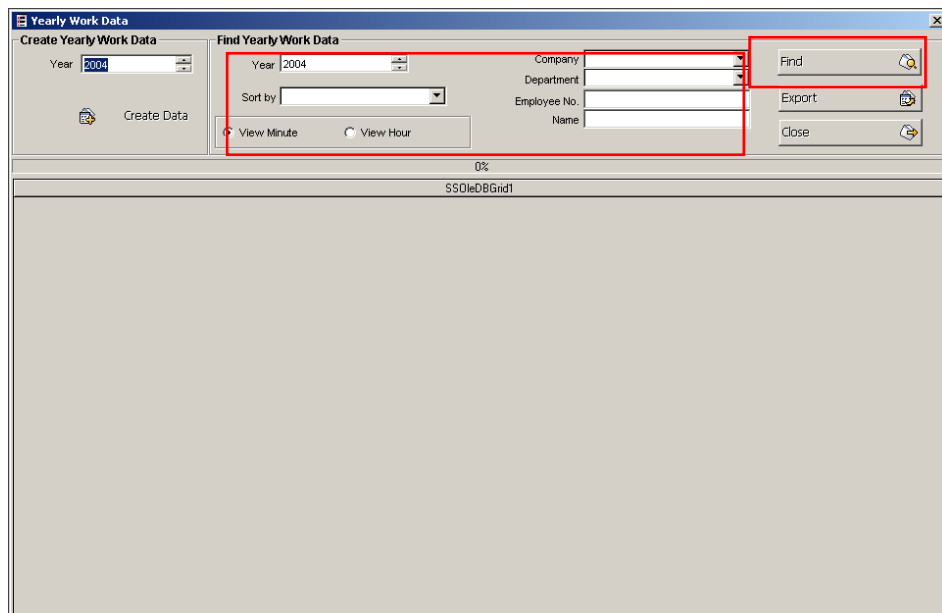 Yearly Work Data
Create Yearly Work Data
Year 2004
Create Data
Find Yearly Work Data
Year 2004
Sort by
View Minute View Hour
Company
Department
Employee No.
Name
Find
Export
Close
0%
SSOleDBGrid1